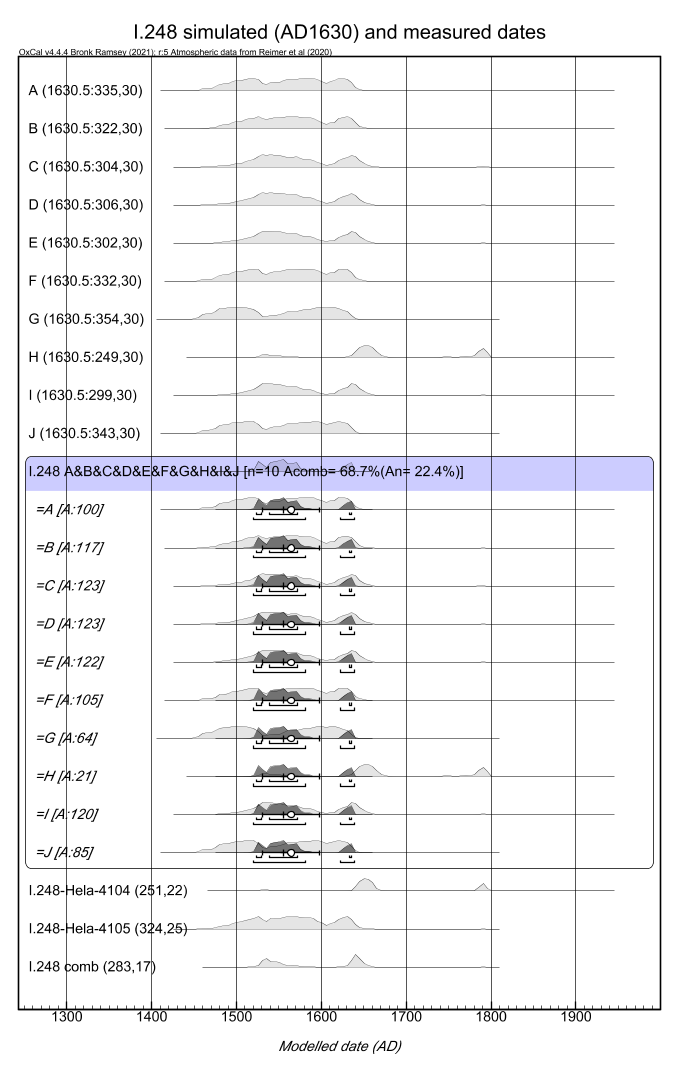 I.248 simulated (AD1630) and measured dates
OxCal v4.4.4 Bronk Ramsey (2021); r:5 Atmospheric data from Reimer et al (2020)
A (1630.5:335,30)
B (1630.5:322,30)
C (1630.5:304,30)
D (1630.5:306,30)
E (1630.5:302,30)
F (1630.5:332,30)
G (1630.5:354,30)
H (1630.5:249,30)
I (1630.5:299,30)
J (1630.5:343,30)
I.248 A&B&C&D&E&F&G&H&I&J [n=10 Acomb= 68.7%(An= 22.4%)]
=A [A:100]
=B [A:117]
=C [A:123]
=D [A:123]
=E [A:122]
=F [A:105]
=G [A:64]
=H [A:21]
=I [A:120]
=J [A:85]
I.248-Hela-4104 (251,22)
I.248-Hela-4105 (324,25)
I.248 comb (283,17)
1300 1400 1500 1600 1700 1800 1900
Modelled date (AD)